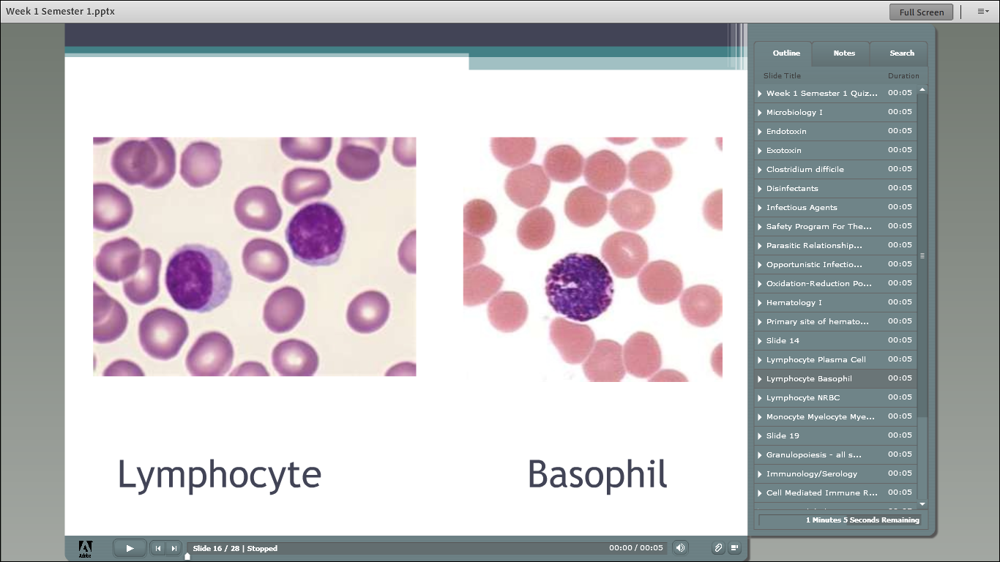 Week 1 Semester 1.pptx
Full Screen
Lymphocyte
Basophil
Outline Notes Search
Slide Title Duration
Week 1 Semester 1 Quiz... 00:05
Microbiology I 00:05
Endotoxin 00:05
Exotoxin 00:05
Clostridium difficile 00:05
Disinfectants 00:05
Infectious Agents 00:05
Safety Program For The... 00:05
Parasitic Relationship... 00:05
Opportunistic Infectio... 00:05
Oxidation-Reduction Po... 00:05
Hematology I 00:05
Primary site of hemato... 00:05
Slide 14 00:05
Lymphocyte Plasma Cell 00:05
Lymphocyte Basophil 00:05
Lymphocyte NRBC 00:05
Monocyte Myelocyte Mye... 00:05
Slide 19 00:05
Granulopoiesis - all s... 00:05
Immunology/Serology 00:05
Cell Mediated Immune R... 00:05
1 Minutes 5 Seconds Remaining
Adobe
Slide 16 / 28 | Stopped
00:00 / 00:05